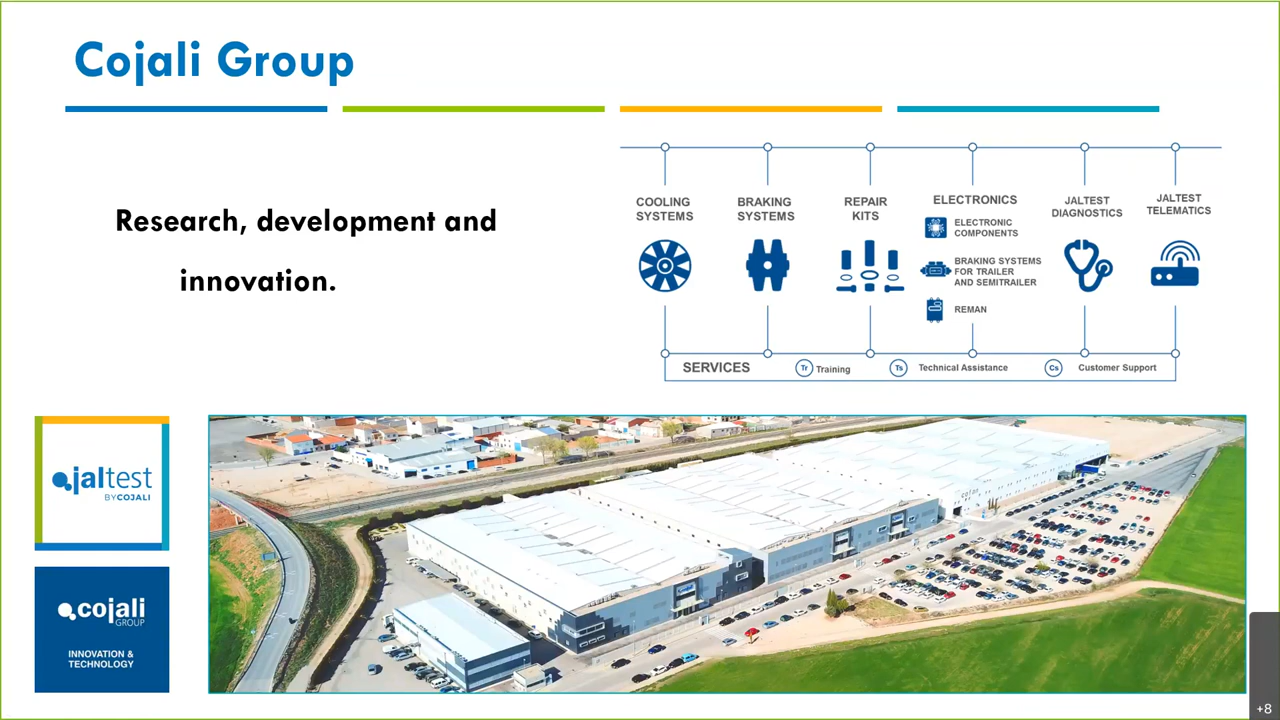 Cojali Group
Research, development and
innovation.
COOLING
SYSTEMS
BRAKING
SYSTEMS
REPAIR
KITS
ELECTRONICS
ELECTRONIC
COMPONENTS
BRAKING SYSTEMS
FOR TRAILER
AND SEMITRAILER
REMAN
JALTEST
DIAGNOSTICS
JALTEST
TELEMATICS
SERVICES
Tr Training
Ts Technical Assistance
Cs Customer Support
jaltest
BY COJALI
cojali
GROUP
INNOVATION &
TECHNOLOGY
+8